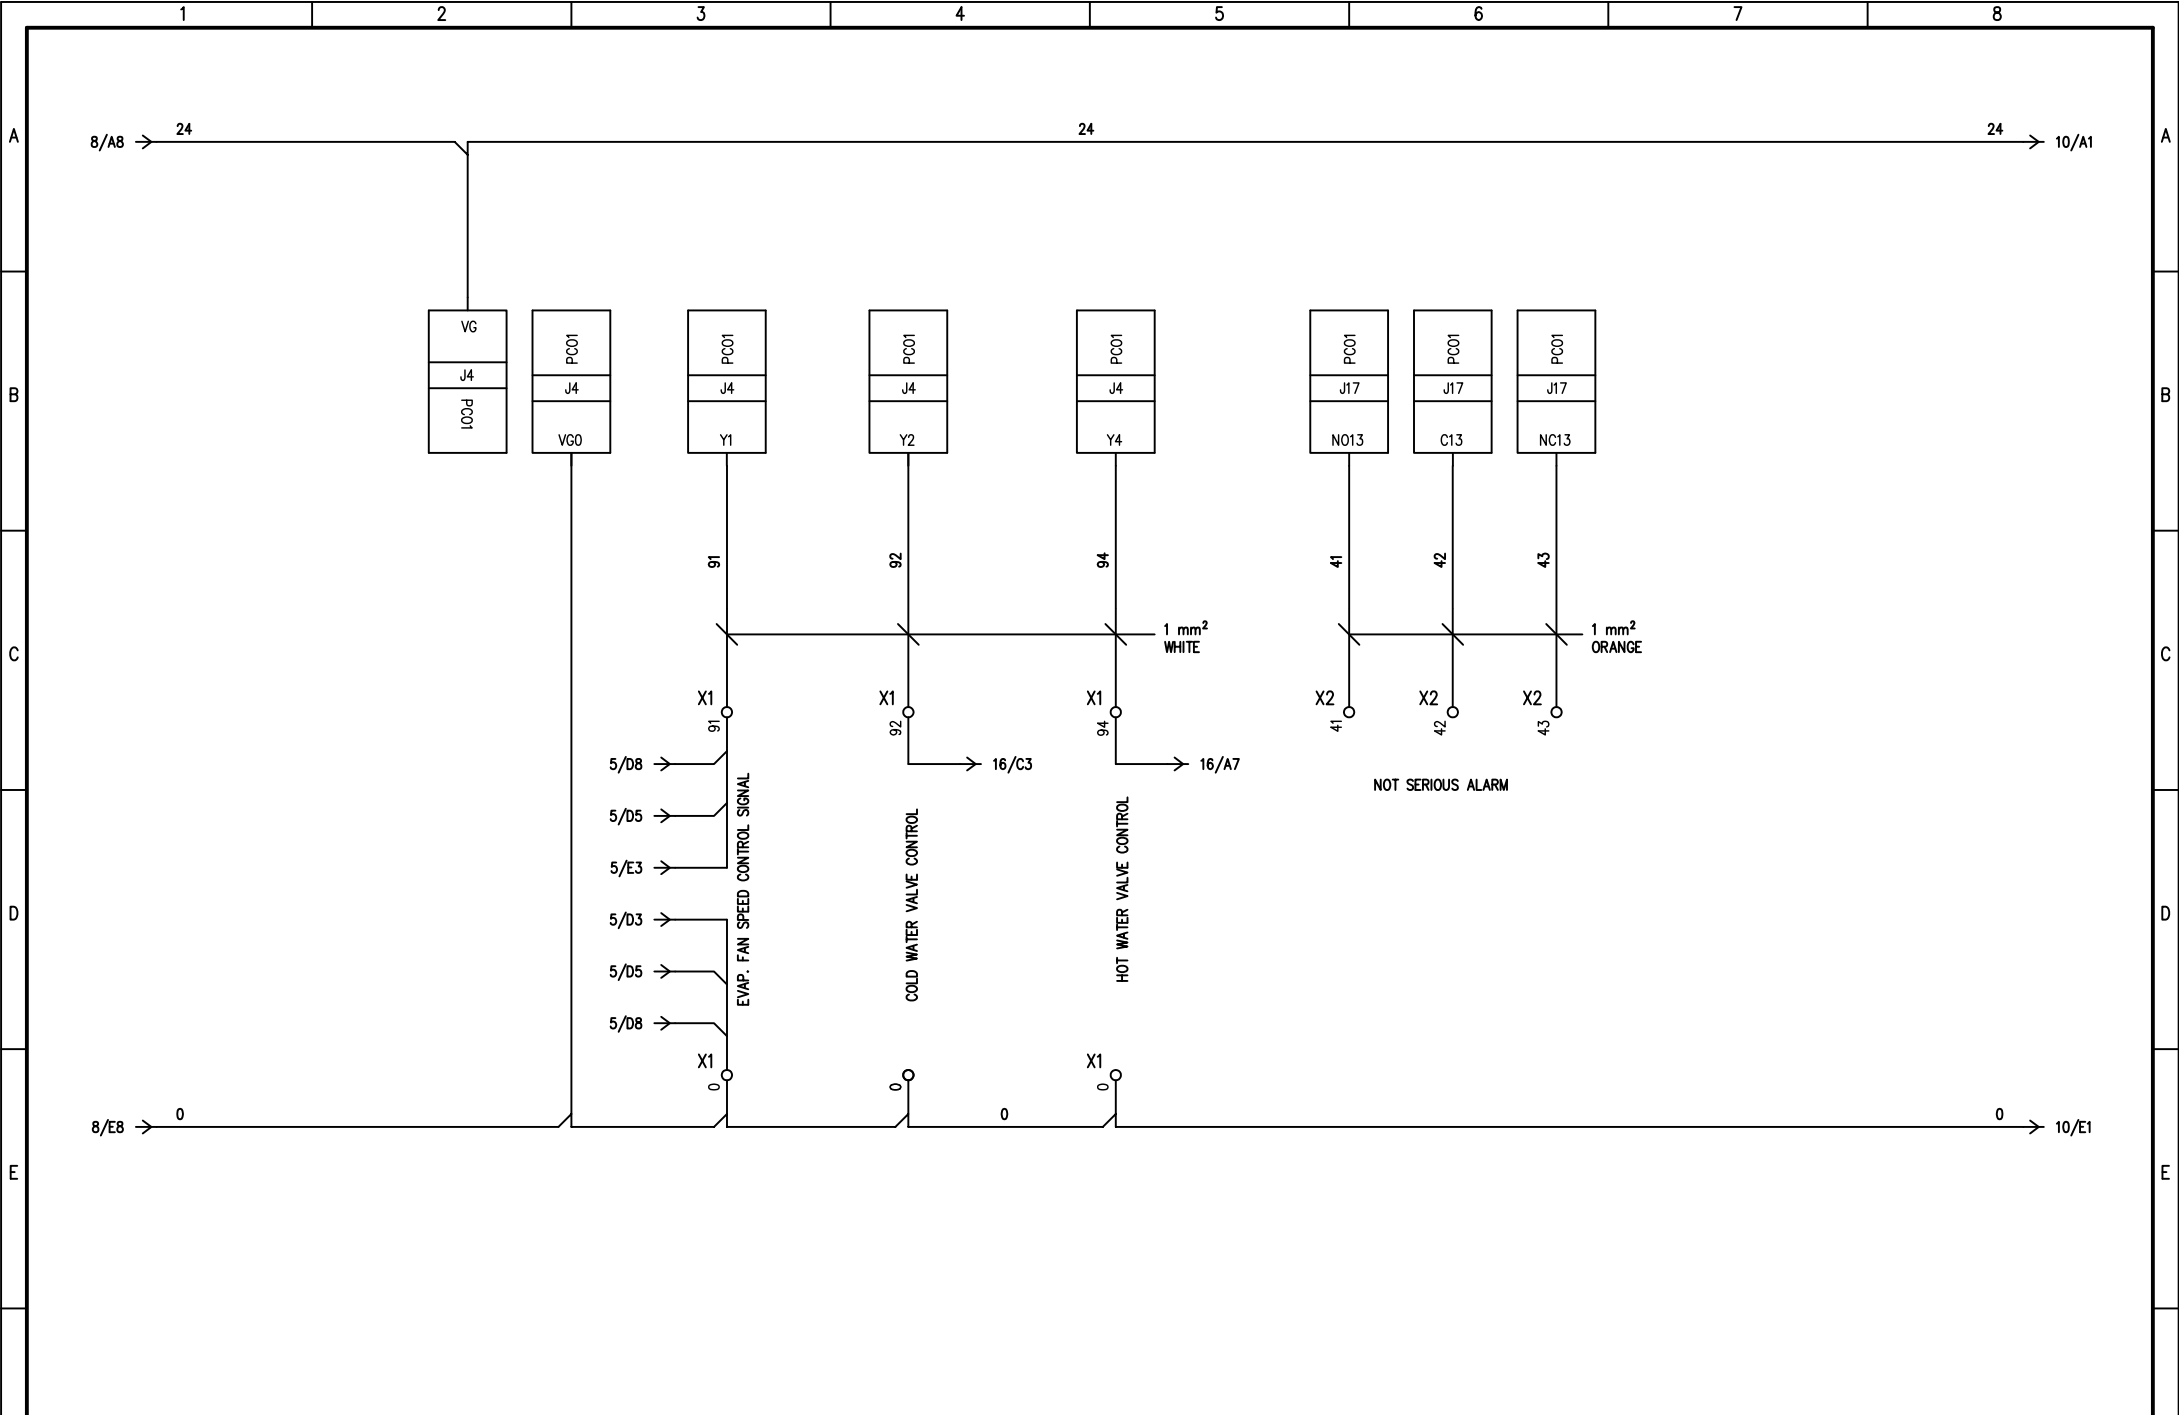 1 2 3 4 5 6 7 8
A A
24 24 24
8/A8 10/A1
VG
J4
PCO1
PCO1
J4
VG0
PCO1
J4
Y1
PCO1
J4
Y2
PCO1
J4
Y4
PCO1
J17
NO13
PCO1
J17
C13
PCO1
J17
NC13
B B
91 92 94 41 42 43
1 mm²
WHITE
1 mm²
ORANGE
C C
X1 X1 X1 X2 X2 X2
91 92 94 41 42 43
5/D8 16/C3 16/A7
NOT SERIOUS ALARM
5/D5
5/E3
5/D3
5/D5
5/D8
EVAP. FAN SPEED CONTROL SIGNAL
COLD WATER VALVE CONTROL
HOT WATER VALVE CONTROL
D D
X1 X1
0 0 0
0 0 0
8/E8 10/E1
E E